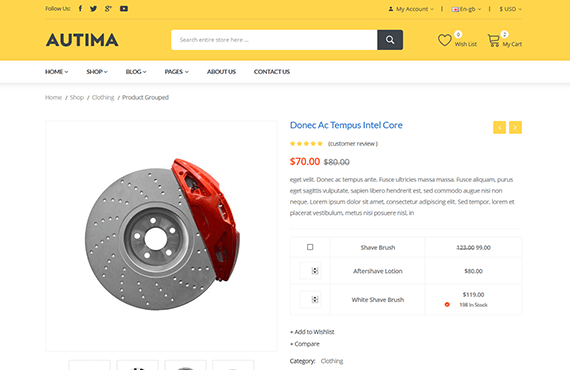 Follow Us:
My Account
En-gb
$ USD
AUTIMA
Search entire store here ...
Wish List
My Cart
HOME
SHOP
BLOG
PAGES
ABOUT US
CONTACT US
Home / Shop / Clothing / Product Grouped
Donec Ac Tempus Intel Core
(customer review )
$70.00 $80.00
eget velit. Donec ac tempus ante. Fusce ultricies massa massa. Fusce aliquam, purus
eget sagittis vulputate, sapien libero hendrerit est, sed commodo augue nisi non
neque. Lorem ipsum dolor sit amet, consectetur adipiscing elit. Sed tempor, lorem et
placerat vestibulum, metus nisi posuere nisl, in
Shave Brush 123.00 99.00
Aftershave Lotion $80.00
White Shave Brush $119.00
198 In Stock
+ Add to Wishlist
+ Compare
Category: Clothing